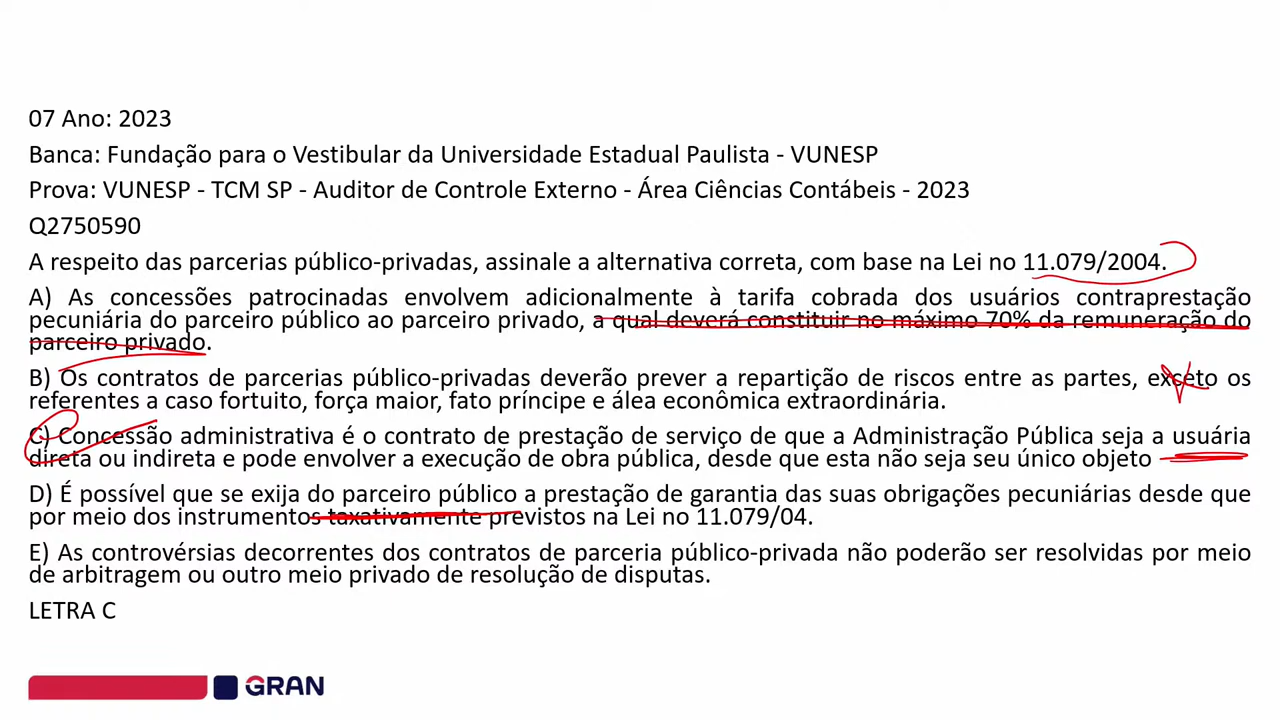 07 Ano: 2023
Banca: Fundação para o Vestibular da Universidade Estadual Paulista - VUNESP
Prova: VUNESP - TCM SP - Auditor de Controle Externo - Área Ciências Contábeis - 2023
Q2750590
A respeito das parcerias público-privadas, assinale a alternativa correta, com base na Lei no 11.079/2004.
A) As concessões patrocinadas envolvem adicionalmente à tarifa cobrada dos usuários contraprestação
pecuniária do parceiro público ao parceiro privado, a qual deverá constituir no máximo 70% da remuneração do
parceiro privado.
B) Os contratos de parcerias público-privadas deverão prever a repartição de riscos entre as partes, exceto os
referentes a caso fortuito, força maior, fato príncipe e álea econômica extraordinária.
C) Concessão administrativa é o contrato de prestação de serviço de que a Administração Pública seja a usuária
direta ou indireta e pode envolver a execução de obra pública, desde que esta não seja seu único objeto
D) É possível que se exija do parceiro público a prestação de garantia das suas obrigações pecuniárias desde que
por meio dos instrumentos taxativamente previstos na Lei no 11.079/04.
E) As controvérsias decorrentes dos contratos de parceria público-privada não poderão ser resolvidas por meio
de arbitragem ou outro meio privado de resolução de disputas.
LETRA C
GRAN